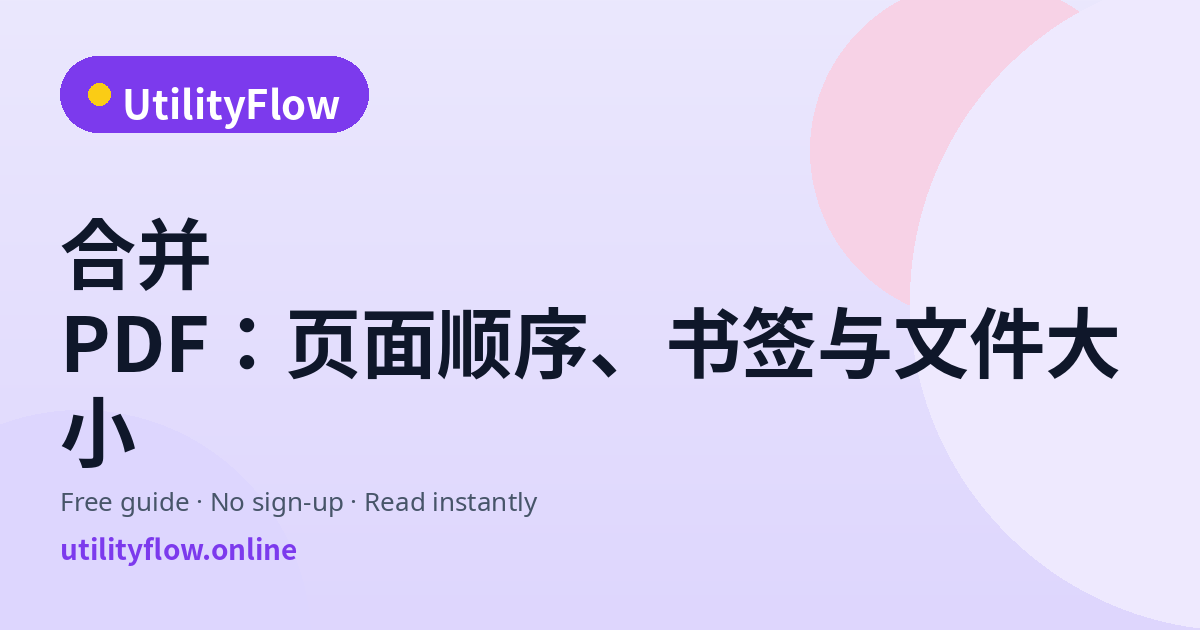 UtilityFlow
合并
PDF：页面顺序、书签与文件大
小
Free guide · No sign-up · Read instantly
utilityflow.online